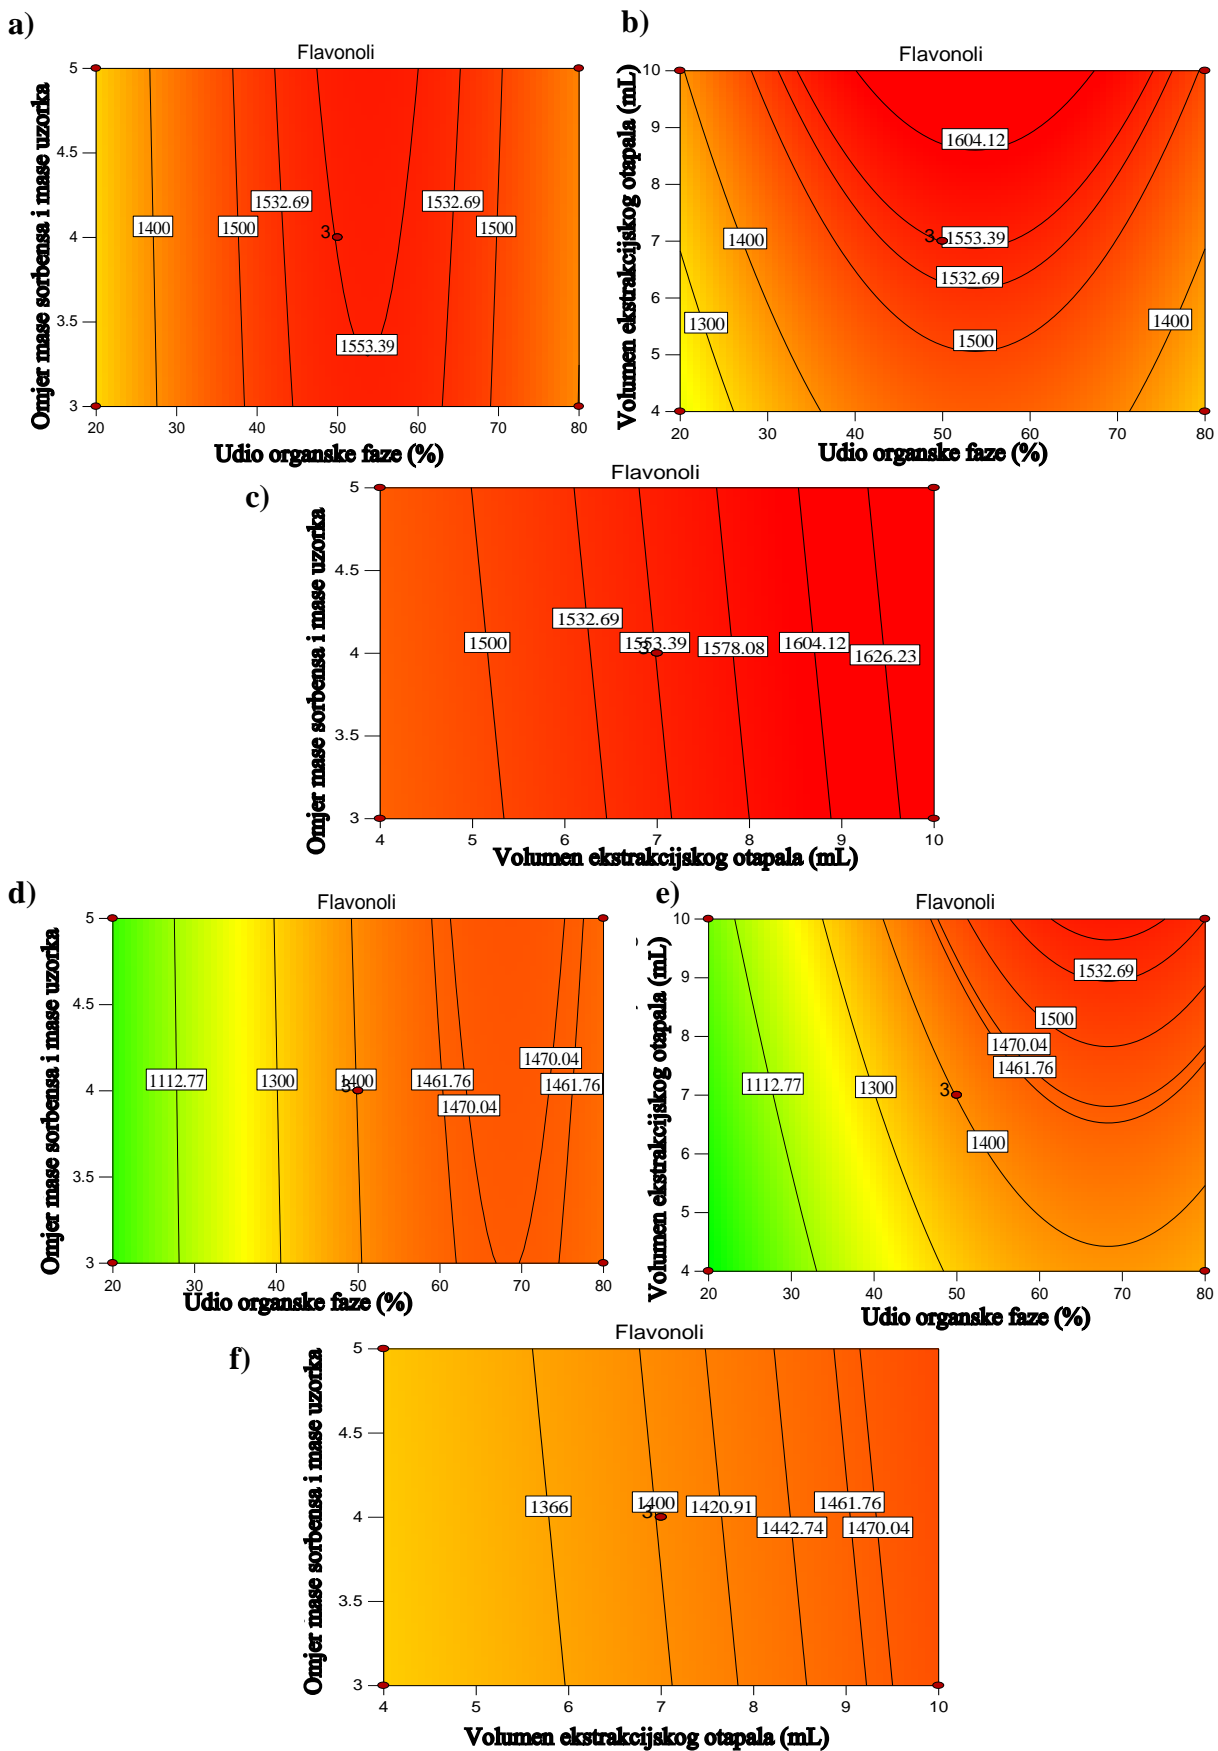 a)
Flavonoli
5
4.5
4
3.5
3
20 30 40 50 60 70 80
1400
1500
1532.69
3
1553.39
1532.69
1500
Omjer mase sorbensa i mase uzorka
Udio organske faze (%)
b)
Flavonoli
10
9
8
7
6
5
4
20 30 40 50 60 70 80
1604.12
1400
3
1553.39
1532.69
1300
1500
1400
Volumen ekstrakcijskog otapala (mL)
Udio organske faze (%)
c)
Flavonoli
5
4.5
4
3.5
3
4 5 6 7 8 9 10
1500
1532.69
1553.39
3
1578.08
1604.12
1626.23
Omjer mase sorbensa i mase uzorka
Volumen ekstrakcijskog otapala (mL)
d)
Flavonoli
5
4.5
4
3.5
3
20 30 40 50 60 70 80
1112.77
1300
1400
3
1461.76
1470.04
1470.04
1461.76
Omjer mase sorbensa i mase uzorka
Udio organske faze (%)
e)
Flavonoli
10
9
8
7
6
5
4
20 30 40 50 60 70 80
1532.69
1500
1470.04
1461.76
1112.77
1300
3
1400
Volumen ekstrakcijskog otapala (mL)
Udio organske faze (%)
f)
Flavonoli
5
4.5
4
3.5
3
4 5 6 7 8 9 10
1366
1400
3
1420.91
1442.74
1461.76
1470.04
Omjer mase sorbensa i mase uzorka
Volumen ekstrakcijskog otapala (mL)